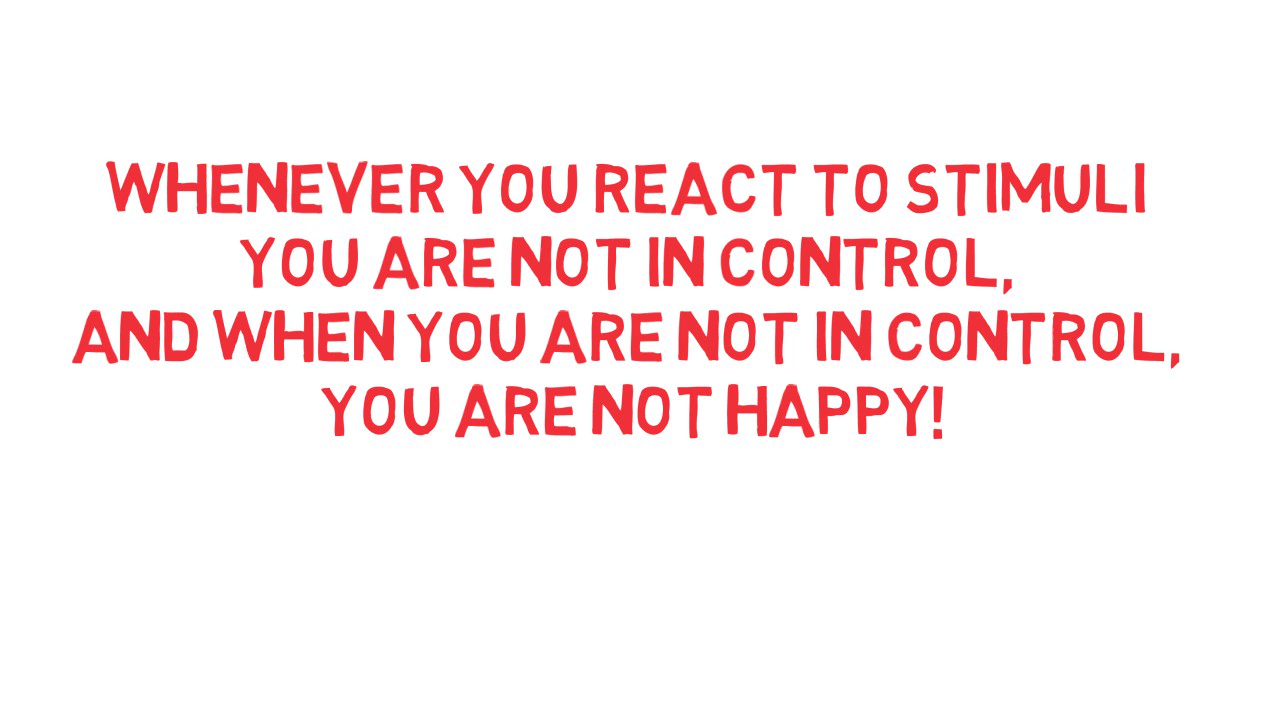 WHENEVER YOU REACT TO STIMULI
YOU ARE NOT IN CONTROL,
AND WHEN YOU ARE NOT IN CONTROL,
YOU ARE NOT HAPPY!